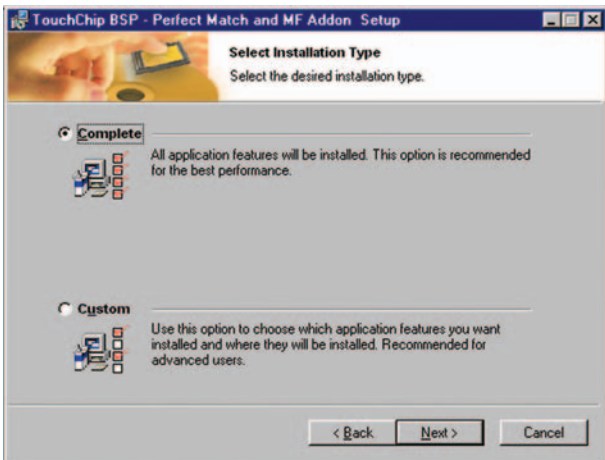 TouchChip BSP - Perfect Match and MF Addon Setup
Select Installation Type
Select the desired installation type.
Complete
All application features will be installed. This option is recommended
for the best performance.
Custom
Use this option to choose which application features you want
installed and where they will be installed. Recommended for
advanced users.
< Back
Next >
Cancel